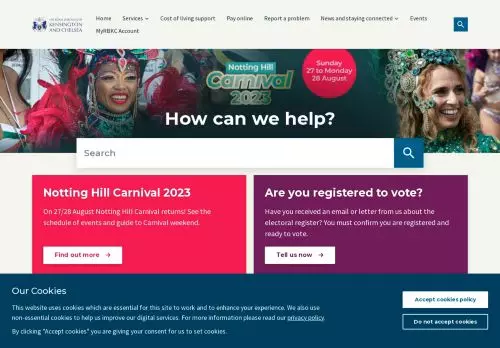 THE ROYAL BOROUGH OF
KENSINGTON
AND CHELSEA
Home
Services
Cost of living support
Pay online
Report a problem
News and staying connected
Events
MyRBKC Account
Notting Hill
Carnival
2023
Sunday
27 to Monday
28 August
How can we help?
Search
Notting Hill Carnival 2023
On 27/28 August Notting Hill Carnival returns! See the
schedule of events and guide to Carnival weekend.
Find out more
Are you registered to vote?
Have you received an email or letter from us about the
electoral register? You must confirm you are registered and
ready to vote.
Tell us now
Our Cookies
This website uses cookies which are essential for this site to work and to enhance your experience. We also use
non-essential cookies to help us improve our digital services. For more information please read our privacy policy.
By clicking "Accept cookies" you are giving your consent for us to set cookies.
Accept cookies policy
Do not accept cookies